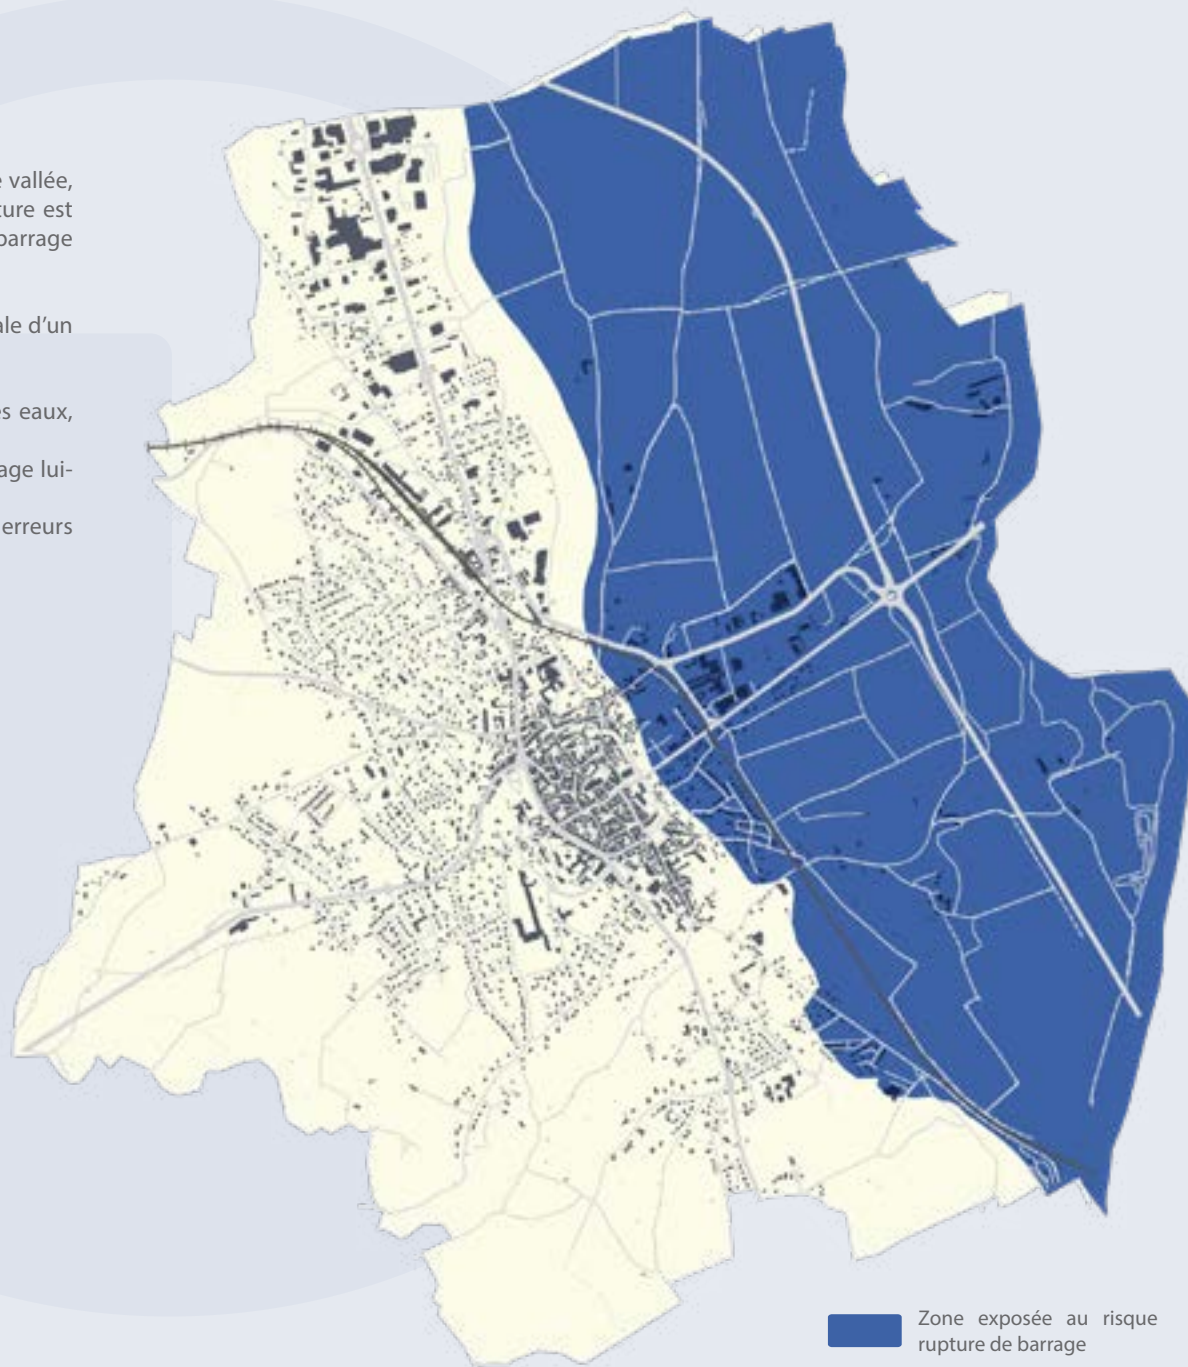 vallée,
ture est
barrage
ale d’un
s eaux,
age lui-
erreurs
Zone exposée au risque
rupture de barrage